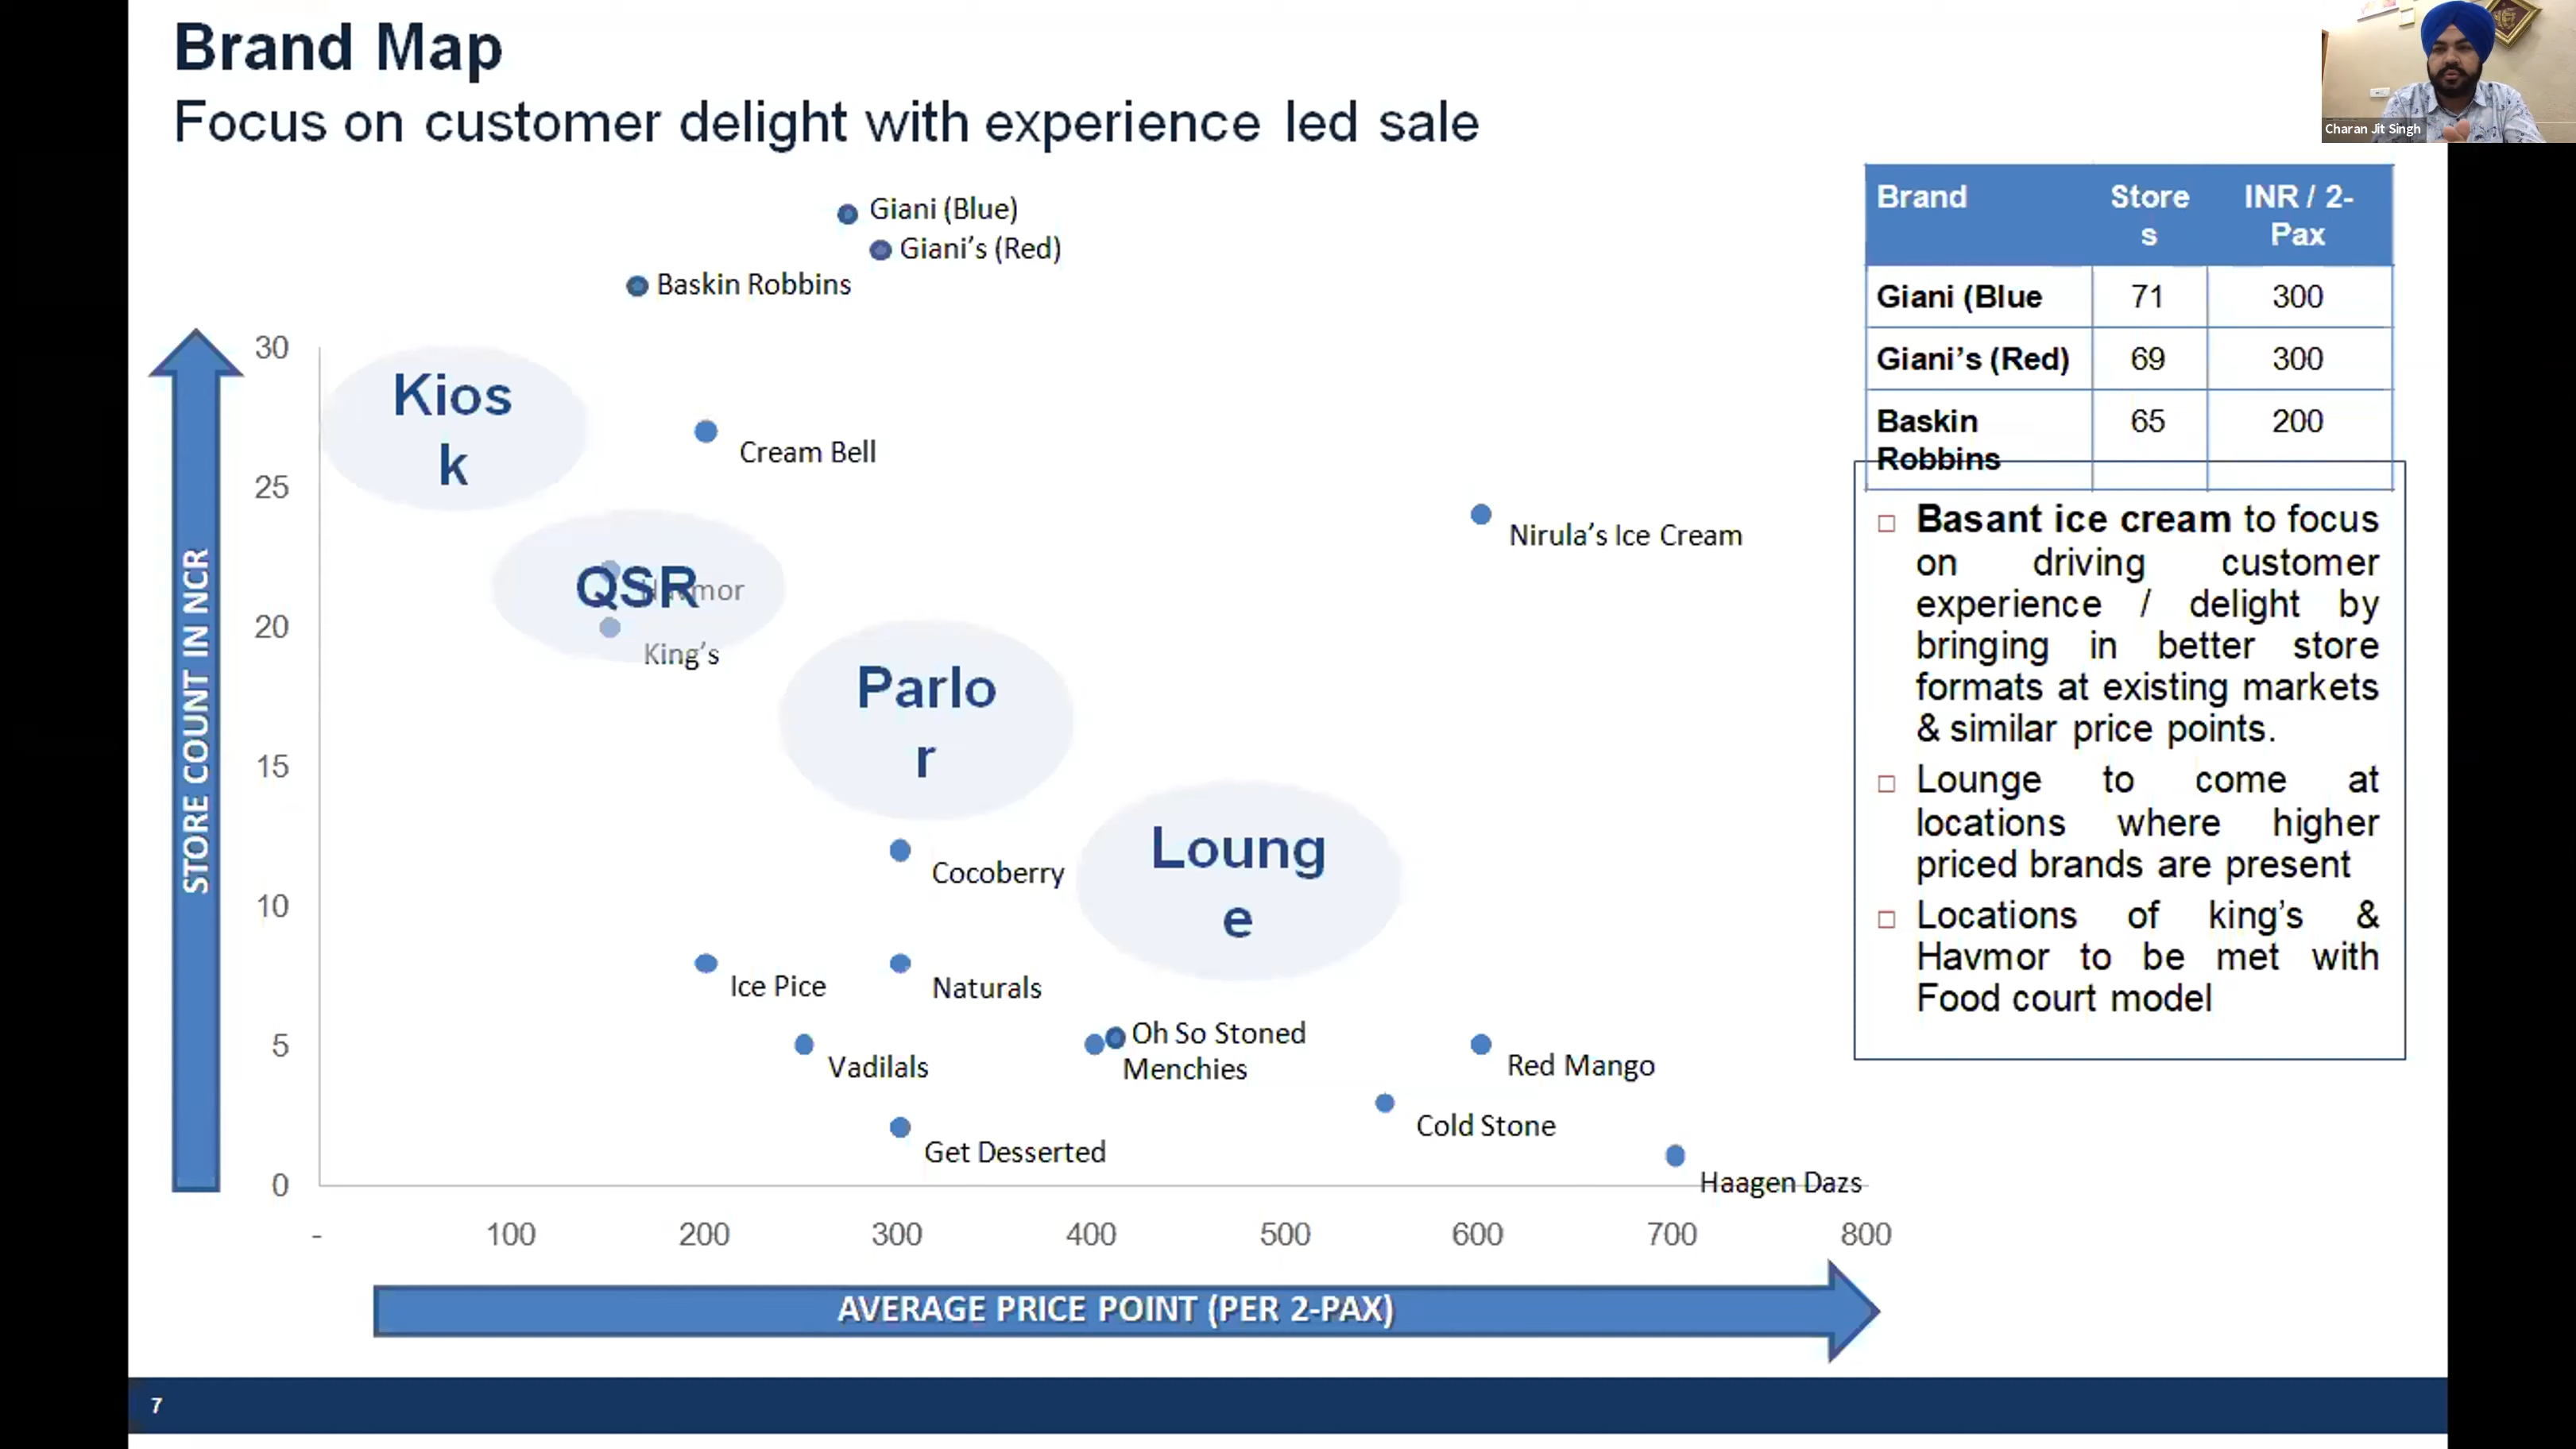 Brand Map
Focus on customer delight with experience led sale
Charan Jit Singh
Giani (Blue)
Giani's (Red)
Baskin Robbins
STORE COUNT IN NCR
30
25
20
15
10
5
0
Kios
k
Cream Bell
Nirula's Ice Cream
QSR
Havmor
King's
Parlo
r
Loung
e
Cocoberry
Ice Pice
Naturals
Oh So Stoned
Menchies
Vadilals
Red Mango
Cold Stone
Get Desserted
Haagen Dazs
- 100 200 300 400 500 600 700 800
AVERAGE PRICE POINT (PER 2-PAX)
Brand Store INR / 2-
s Pax
Giani (Blue 71 300
Giani's (Red) 69 300
Baskin 65 200
Robbins
□ Basant ice cream to focus
on driving customer
experience / delight by
bringing in better store
formats at existing markets
& similar price points.
□ Lounge to come at
locations where higher
priced brands are present
□ Locations of king's &
Havmor to be met with
Food court model
7